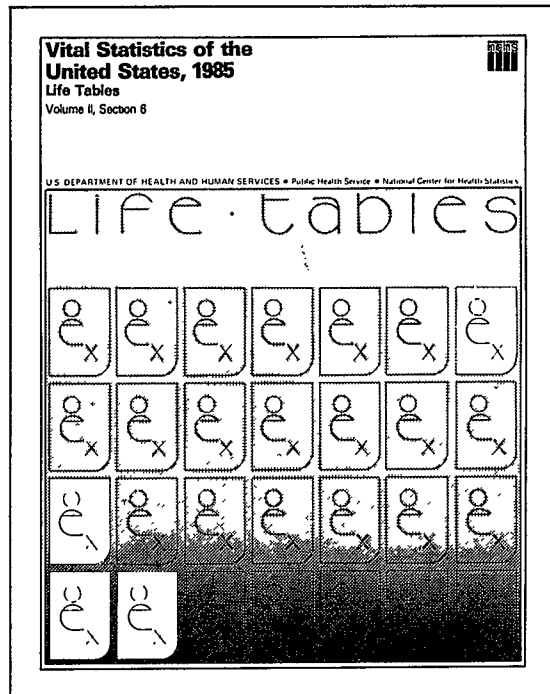 Vital Statistics of the
United States, 1985
Life Tables
Volume II, Section 6
nchs
U.S. DEPARTMENT OF HEALTH AND HUMAN SERVICES • Public Health Service • National Center for Health Statistics
Life · tables
e̊x e̊x e̊x e̊x e̊x e̊x e̊x
e̊x e̊x e̊x e̊x e̊x e̊x e̊x
e̊x e̊x e̊x e̊x e̊x e̊x e̊x
e̊x e̊x